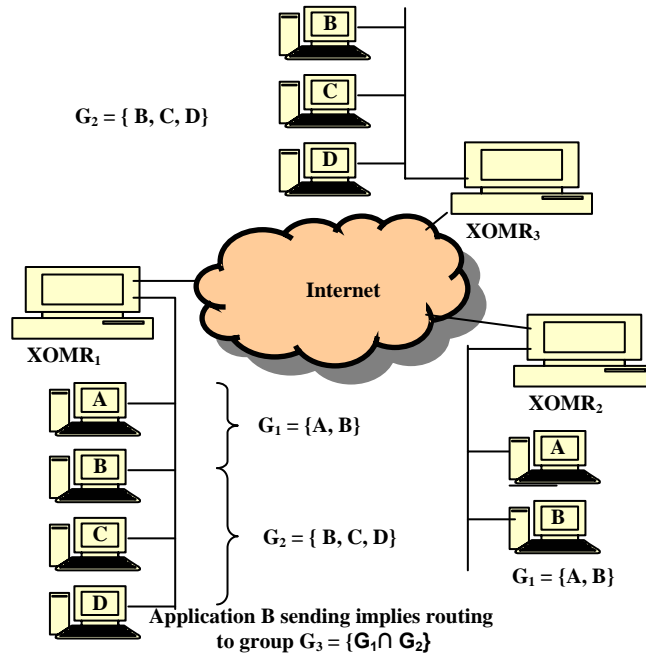 B
C
G₂ = { B, C, D}
D
XOMR₃
Internet
XOMR₁
XOMR₂
A
G₁ = {A, B}
A
B
B
C
G₂ = { B, C, D}
G₁ = {A, B}
D
Application B sending implies routing
to group G₃ = {G₁∩ G₂}